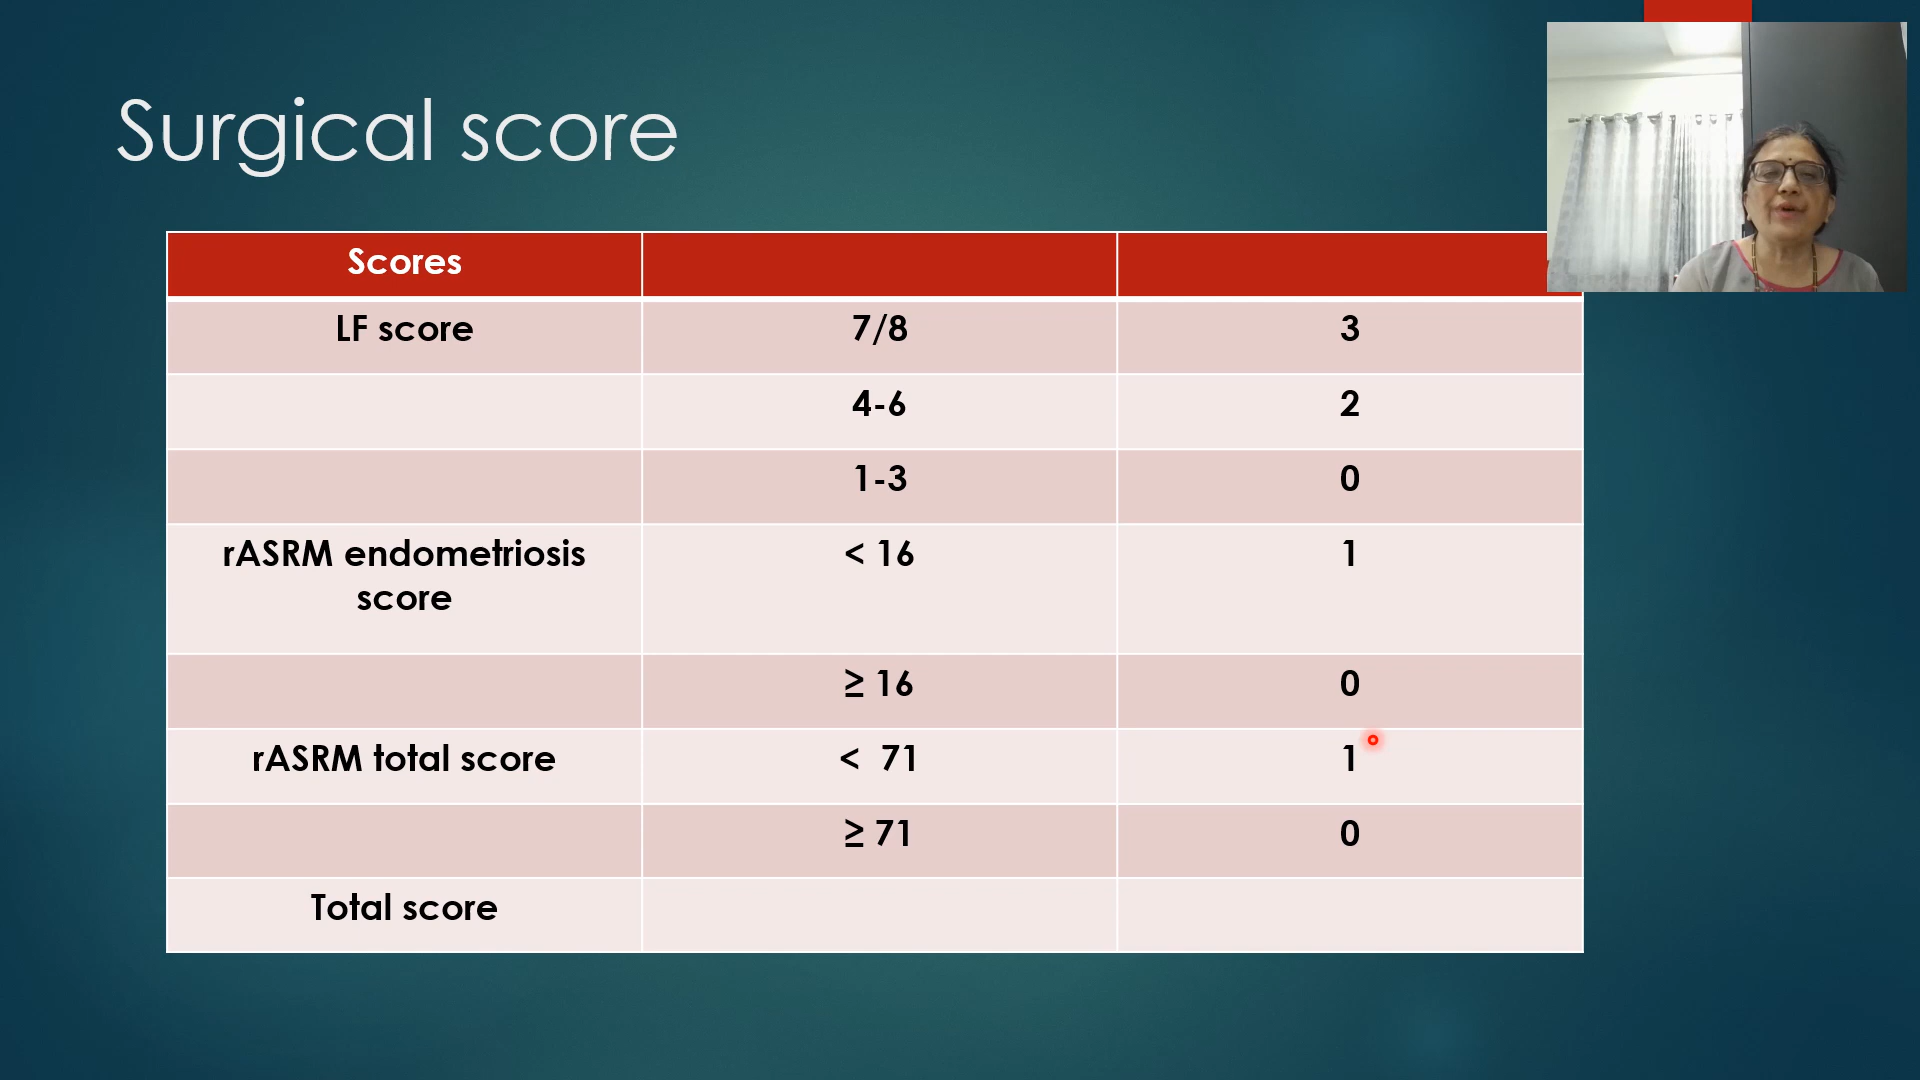 Surgical score
Scores
LF score 7/8 3
4-6 2
1-3 0
rASRM endometriosis < 16 1
score
≥ 16 0
rASRM total score < 71 1
≥ 71 0
Total score